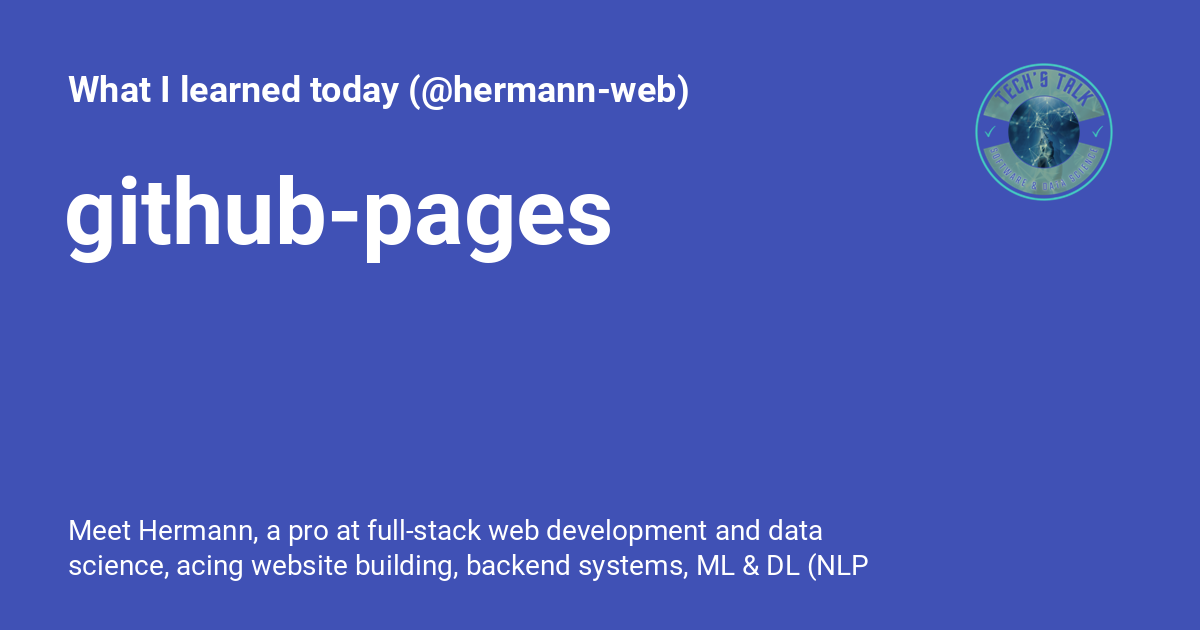 What I learned today (@hermann-web)
TECH'S TALK
github-pages
SOFTWARE & DATA SCIENCE
Meet Hermann, a pro at full-stack web development and data
science, acing website building, backend systems, ML & DL (NLP